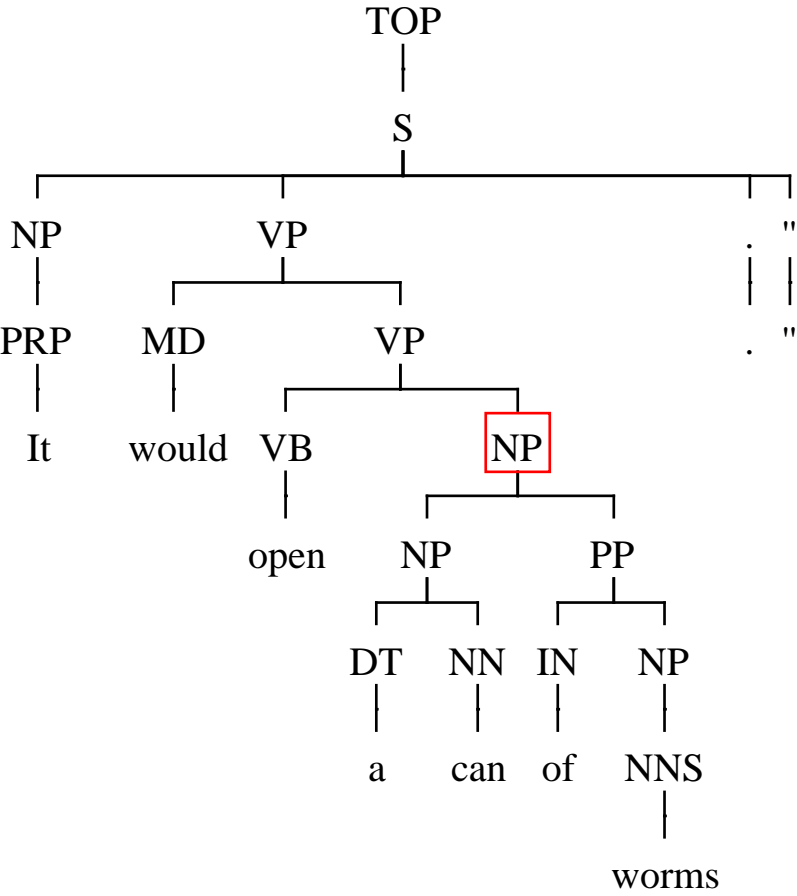 TOP
S
NP VP . "
PRP MD VP . "
It would VB NP
open NP PP
DT NN IN NP
a can of NNS
worms